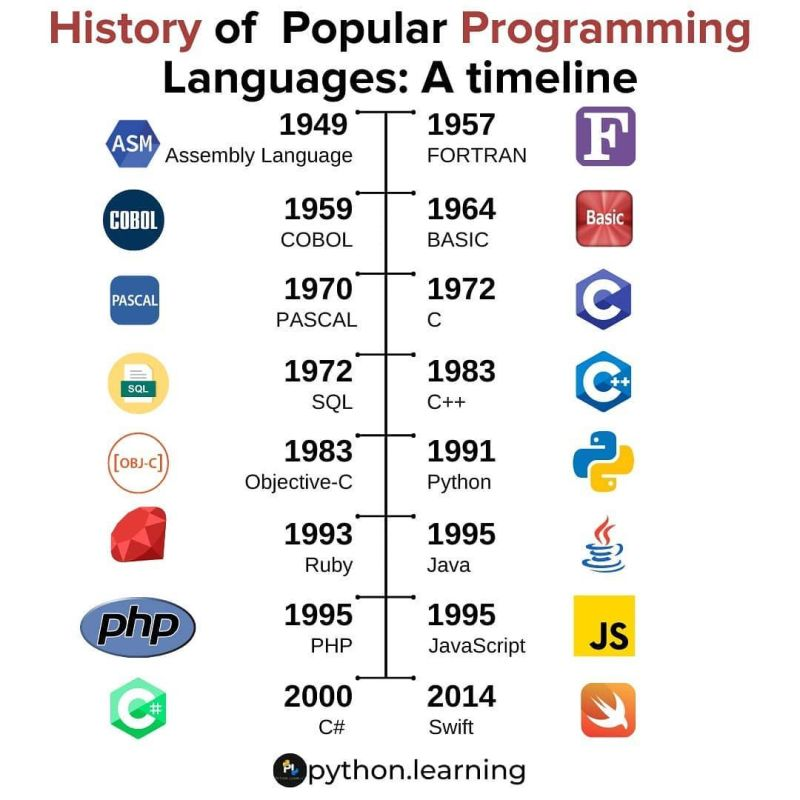 History of Popular Programming
Languages: A timeline
ASM
1949
Assembly Language
1957
FORTRAN
F
COBOL
1959
COBOL
1964
BASIC
Basic
PASCAL
1970
PASCAL
1972
C
C
SQL
1972
SQL
1983
C++
C++
[OBJ-C]
1983
Objective-C
1991
Python
1993
Ruby
1995
Java
php
1995
PHP
1995
JavaScript
JS
C#
2000
C#
2014
Swift
python.learning